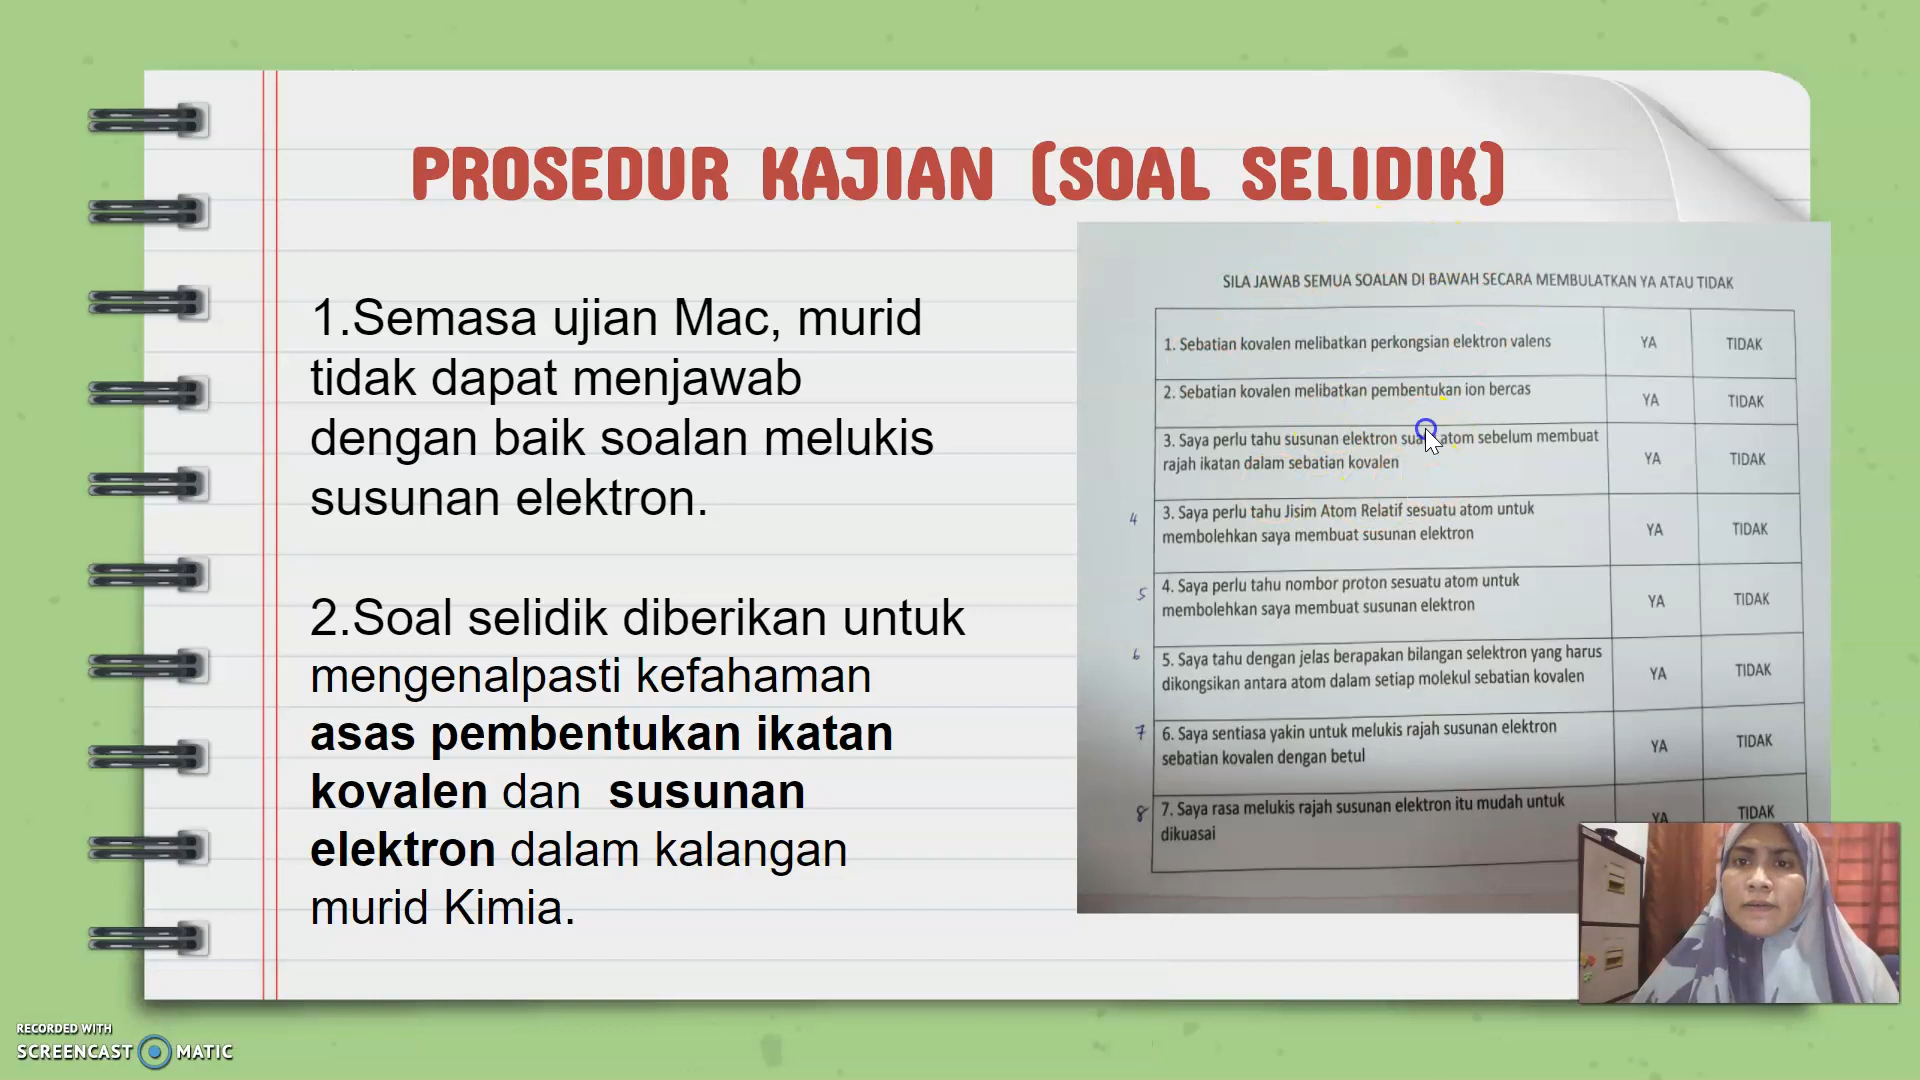 PROSEDUR KAJIAN (SOAL SELIDIK)
1.Semasa ujian Mac, murid
tidak dapat menjawab
dengan baik soalan melukis
susunan elektron.
2.Soal selidik diberikan untuk
mengenalpasti kefahaman
asas pembentukan ikatan
kovalen dan susunan
elektron dalam kalangan
murid Kimia.
SILA JAWAB SEMUA SOALAN DI BAWAH SECARA MEMBULATKAN YA ATAU TIDAK
1. Sebatian kovalen melibatkan perkongsian elektron valens YA TIDAK
2. Sebatian kovalen melibatkan pembentukan ion bercas YA TIDAK
3. Saya perlu tahu susunan elektron atom sebelum membuat
rajah ikatan dalam sebatian kovalen YA TIDAK
4 3. Saya perlu tahu Jisim Atom Relatif sesuatu atom untuk
membolehkan saya membuat susunan elektron YA TIDAK
5 4. Saya perlu tahu nombor proton sesuatu atom untuk
membolehkan saya membuat susunan elektron YA TIDAK
6 5. Saya tahu dengan jelas berapakan bilangan selektron yang harus
dikongsikan antara atom dalam setiap molekul sebatian kovalen YA TIDAK
7 6. Saya sentiasa yakin untuk melukis rajah susunan elektron
sebatian kovalen dengan betul YA TIDAK
8 7. Saya rasa melukis rajah susunan elektron itu mudah untuk
dikuasai YA TIDAK
RECORDED WITH
SCREENCAST MATIC